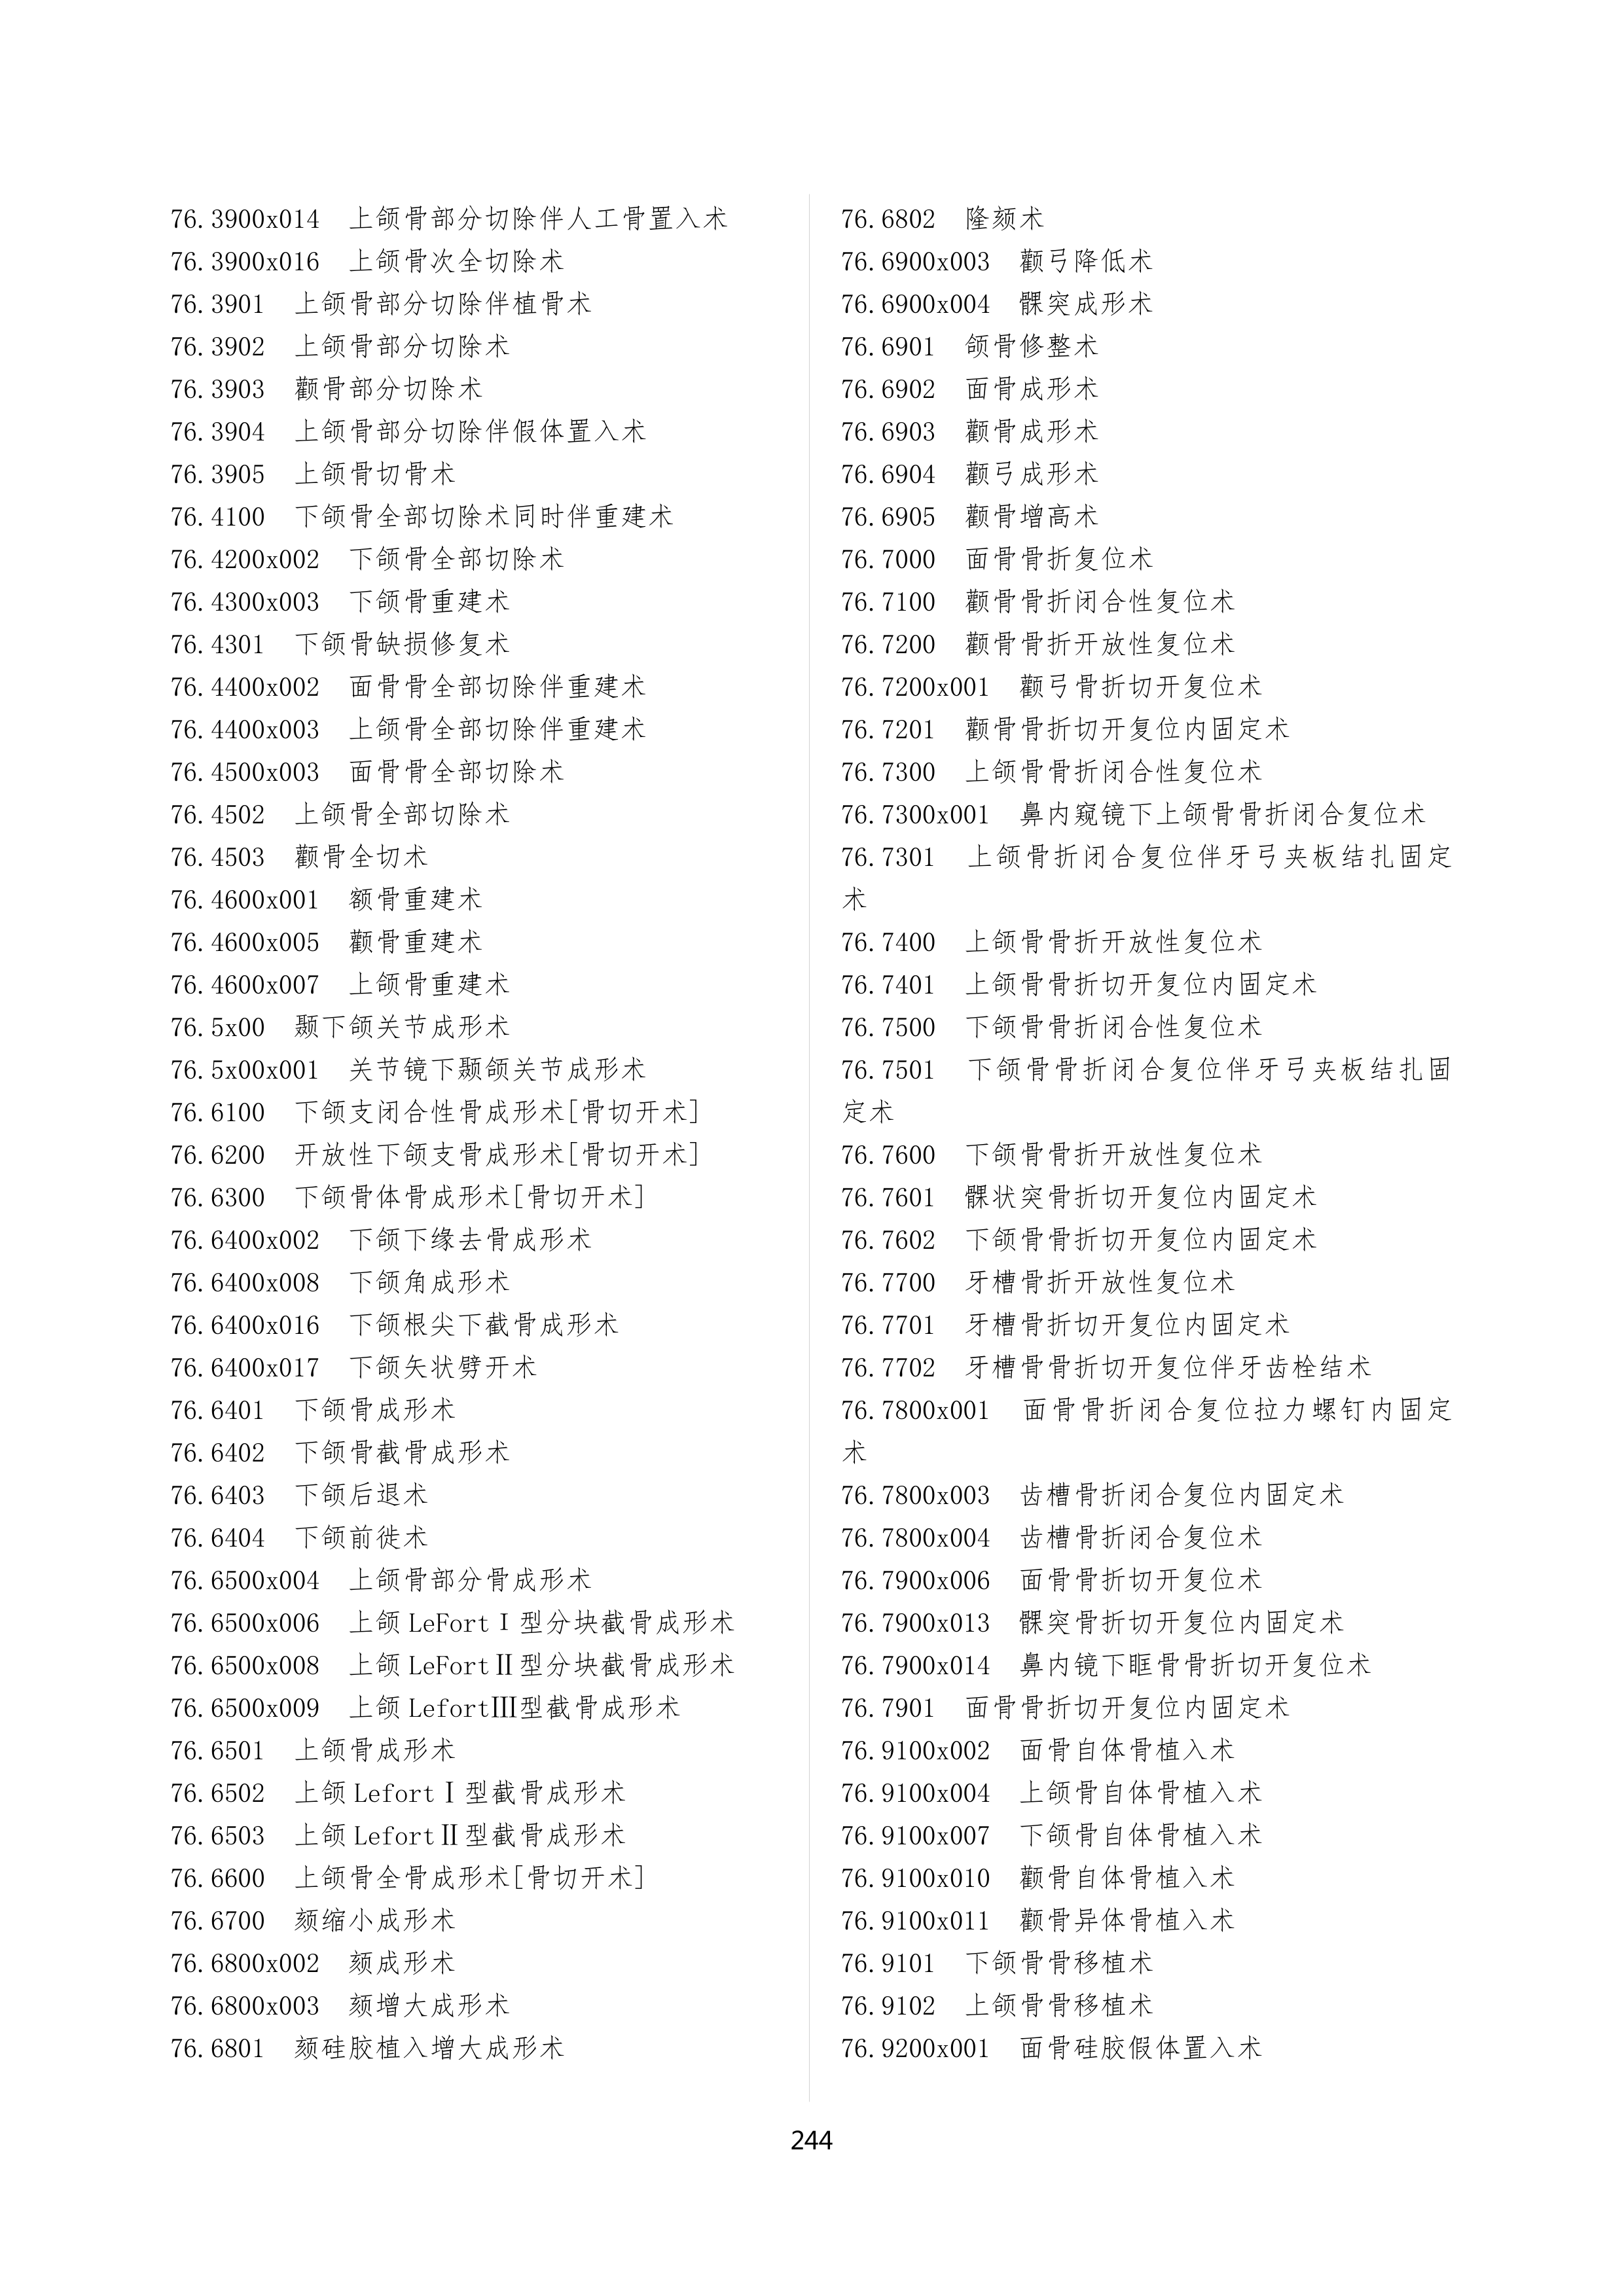 76.3900x014 上颌骨部分切除伴人工骨置入术
76.3900x016 上颌骨次全切除术
76.3901 上颌骨部分切除伴植骨术
76.3902 上颌骨部分切除术
76.3903 颧骨部分切除术
76.3904 上颌骨部分切除伴假体置入术
76.3905 上颌骨切骨术
76.4100 下颌骨全部切除术同时伴重建术
76.4200x002 下颌骨全部切除术
76.4300x003 下颌骨重建术
76.4301 下颌骨缺损修复术
76.4400x002 面骨骨全部切除伴重建术
76.4400x003 上颌骨全部切除伴重建术
76.4500x003 面骨骨全部切除术
76.4502 上颌骨全部切除术
76.4503 颧骨全切术
76.4600x001 额骨重建术
76.4600x005 颧骨重建术
76.4600x007 上颌骨重建术
76.5x00 颞下颌关节成形术
76.5x00x001 关节镜下颞颌关节成形术
76.6100 下颌支闭合性骨成形术[骨切开术]
76.6200 开放性下颌支骨成形术[骨切开术]
76.6300 下颌骨体骨成形术[骨切开术]
76.6400x002 下颌下缘去骨成形术
76.6400x008 下颌角成形术
76.6400x016 下颌根尖下截骨成形术
76.6400x017 下颌矢状劈开术
76.6401 下颌骨成形术
76.6402 下颌骨截骨成形术
76.6403 下颌后退术
76.6404 下颌前徙术
76.6500x004 上颌骨部分骨成形术
76.6500x006 上颌 LeFortⅠ型分块截骨成形术
76.6500x008 上颌 LeFortⅡ型分块截骨成形术
76.6500x009 上颌 LefortⅢ型截骨成形术
76.6501 上颌骨成形术
76.6502 上颌 LefortⅠ型截骨成形术
76.6503 上颌 LefortⅡ型截骨成形术
76.6600 上颌骨全骨成形术[骨切开术]
76.6700 颏缩小成形术
76.6800x002 颏成形术
76.6800x003 颏增大成形术
76.6801 颏硅胶植入增大成形术
76.6802 隆颏术
76.6900x003 颧弓降低术
76.6900x004 髁突成形术
76.6901 颌骨修整术
76.6902 面骨成形术
76.6903 颧骨成形术
76.6904 颧弓成形术
76.6905 颧骨增高术
76.7000 面骨骨折复位术
76.7100 颧骨骨折闭合性复位术
76.7200 颧骨骨折开放性复位术
76.7200x001 颧弓骨折切开复位术
76.7201 颧骨骨折切开复位内固定术
76.7300 上颌骨骨折闭合性复位术
76.7300x001 鼻内窥镜下上颌骨骨折闭合复位术
76.7301 上颌骨折闭合复位伴牙弓夹板结扎固定
术
76.7400 上颌骨骨折开放性复位术
76.7401 上颌骨骨折切开复位内固定术
76.7500 下颌骨骨折闭合性复位术
76.7501 下颌骨骨折闭合复位伴牙弓夹板结扎固
定术
76.7600 下颌骨骨折开放性复位术
76.7601 髁状突骨折切开复位内固定术
76.7602 下颌骨骨折切开复位内固定术
76.7700 牙槽骨折开放性复位术
76.7701 牙槽骨折切开复位内固定术
76.7702 牙槽骨骨折切开复位伴牙齿栓结术
76.7800x001 面骨骨折闭合复位拉力螺钉内固定
术
76.7800x003 齿槽骨折闭合复位内固定术
76.7800x004 齿槽骨折闭合复位术
76.7900x006 面骨骨折切开复位术
76.7900x013 髁突骨折切开复位内固定术
76.7900x014 鼻内镜下眶骨骨折切开复位术
76.7901 面骨骨折切开复位内固定术
76.9100x002 面骨自体骨植入术
76.9100x004 上颌骨自体骨植入术
76.9100x007 下颌骨自体骨植入术
76.9100x010 颧骨自体骨植入术
76.9100x011 颧骨异体骨植入术
76.9101 下颌骨骨移植术
76.9102 上颌骨骨移植术
76.9200x001 面骨硅胶假体置入术
244